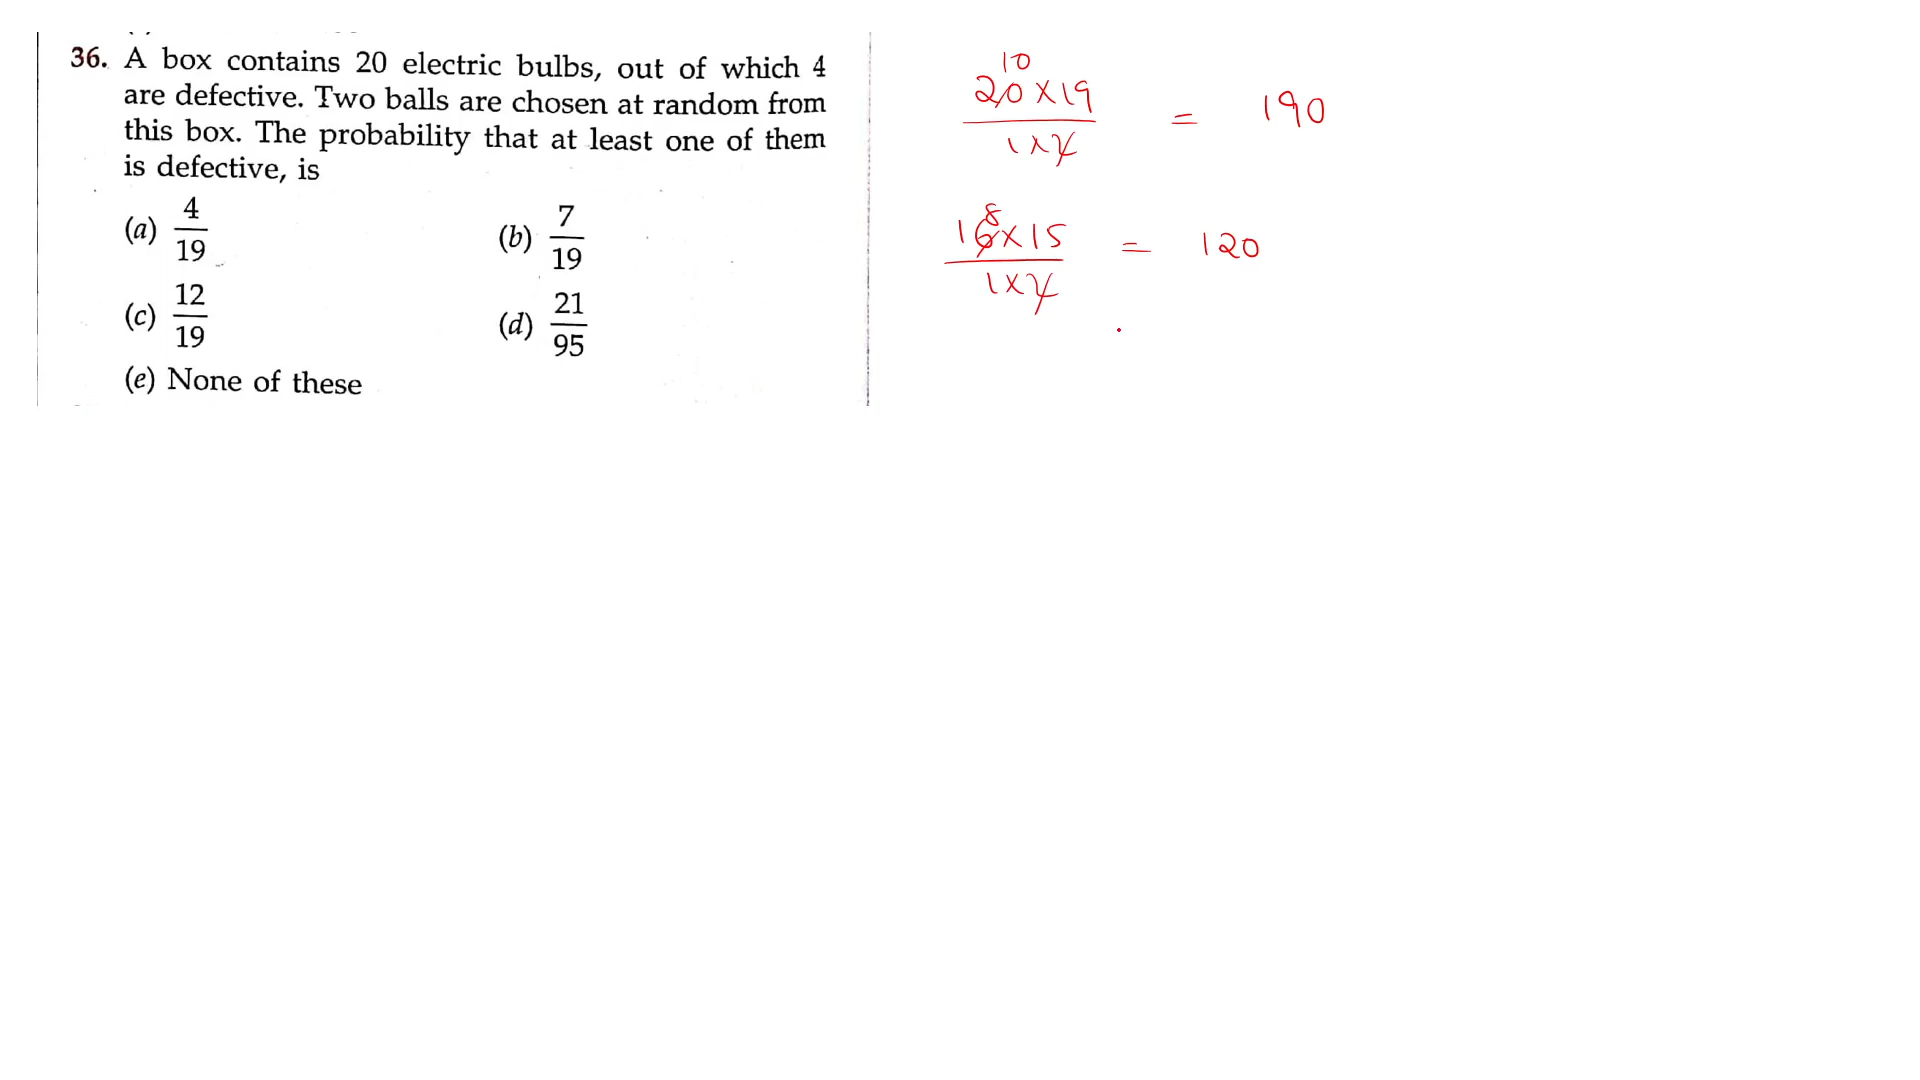 36. A box contains 20 electric bulbs, out of which 4
are defective. Two balls are chosen at random from
this box. The probability that at least one of them
is defective, is
(a) 4/19 (b) 7/19
(c) 12/19 (d) 21/95
(e) None of these
10
20 × 19 / 1 × 2 = 190
8
16 × 15 / 1 × 2 = 120